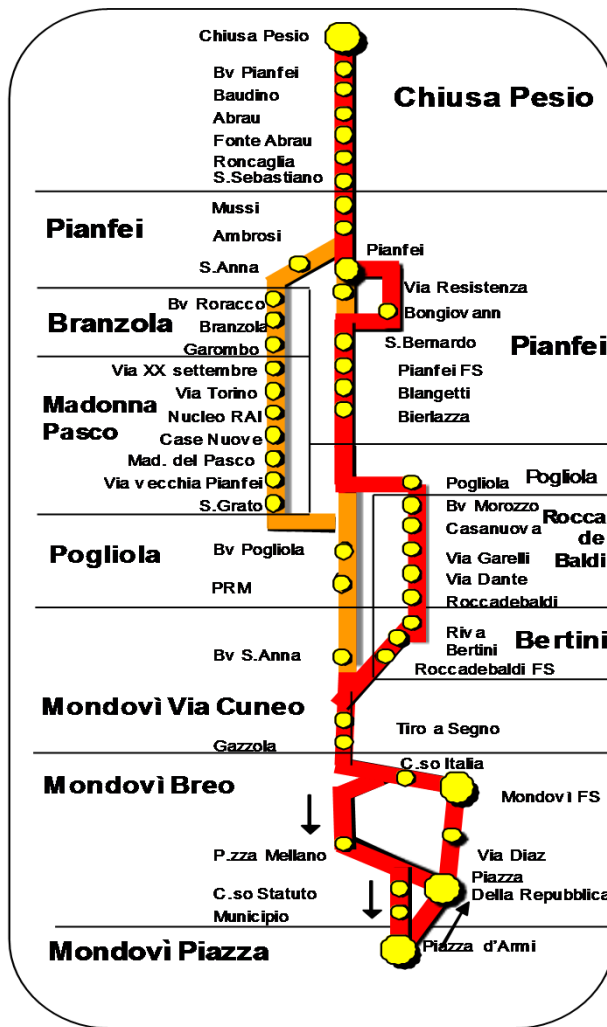 Chiusa Pesio
Bv Pianfei
Baudino
Chiusa Pesio
Abrau
Fonte Abrau
Roncaglia
S.Sebastiano
Mussi
Pianfei
Ambrosi
Pianfei
S.Anna
Via Resistenza
Bv Roracco
Bongiovann
Branzola
Branzola
S.Bernardo
Pianfei
Garombo
Via XX settembre
Pianfei FS
Via Torino
Blangetti
Madonna
Pasco
Nucleo RAI
Bierlazza
Case Nuove
Mad. del Pasco
Via vecchia Pianfei
Pogliola
Pogliola
S.Grato
Bv Morozzo
Rocca
de
Baldi
Casanuova
Pogliola
Bv Pogliola
Via Garelli
Via Dante
PRM
Roccadebaldi
Riva
Bertini
Bertini
Bv S.Anna
Roccadebaldi FS
Mondovì Via Cuneo
Tiro a Segno
Gazzola
C.so Italia
Mondovì Breo
Mondovì FS
P.zza Mellano
Via Diaz
Piazza
Della Repubblica
C.so Statuto
Municipio
Mondovì Piazza
Piazza d'Armi